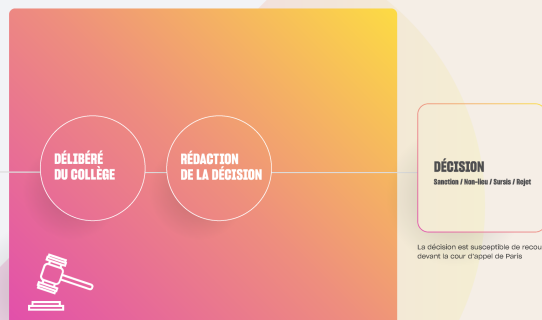 DÉLIBÉRÉ
DU COLLÈGE
RÉDACTION
DE LA DÉCISION
DÉCISION
Sanction / Non-lieu / Sursis / Rejet
La décision est susceptible de
devant la cour d'appel de Paris